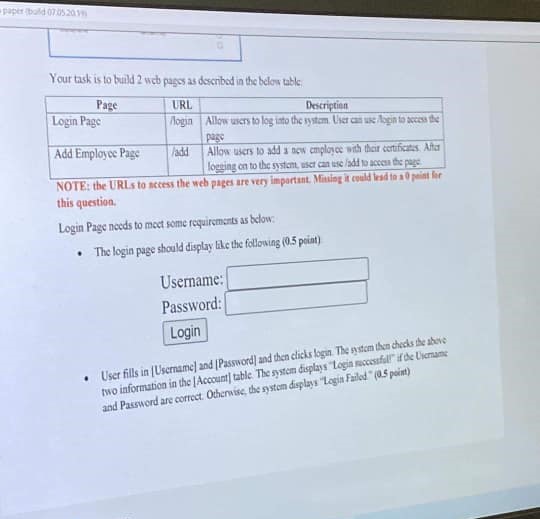 paper (build 07.05.20.19)
Your task is to build 2 web pages as described in the below table:
Page URL Description
Login Page /login Allow users to log into the system. User can use /login to access the
page
Add Employee Page /add Allow users to add a new employee with their certificates. After
logging on to the system, user can use /add to access the page.
NOTE: the URLs to access the web pages are very important. Missing it could lead to a 0 point for
this question.
Login Page needs to meet some requirements as below:
• The login page should display like the following (0.5 point):
Username:
Password:
Login
• User fills in [Username] and [Password] and then clicks login. The system then checks the above
two information in the [Account] table. The system displays "Login successful!" if the Username
and Password are correct. Otherwise, the system displays "Login Failed." (0.5 point)